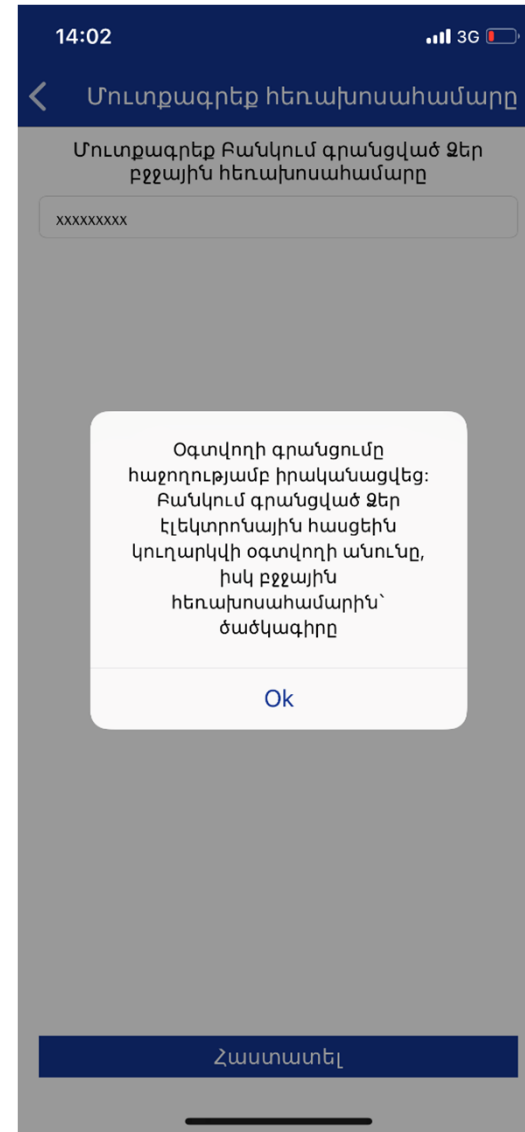 14:02
3G
Մուտքագրեք հեռախոսահամարը
Մուտքագրեք Բանկում գրանցված Ձեր
բջջային հեռախոսահամարը
xxxxxxxxx
Օգտվողի գրանցումը
հաջողությամբ իրականացվեց:
Բանկում գրանցված Ձեր
էլեկտրոնային հասցեին
կուղարկվի օգտվողի անունը,
իսկ բջջային
հեռախոսահամարին՝
ծածկագիրը
Ok
Հաստատել